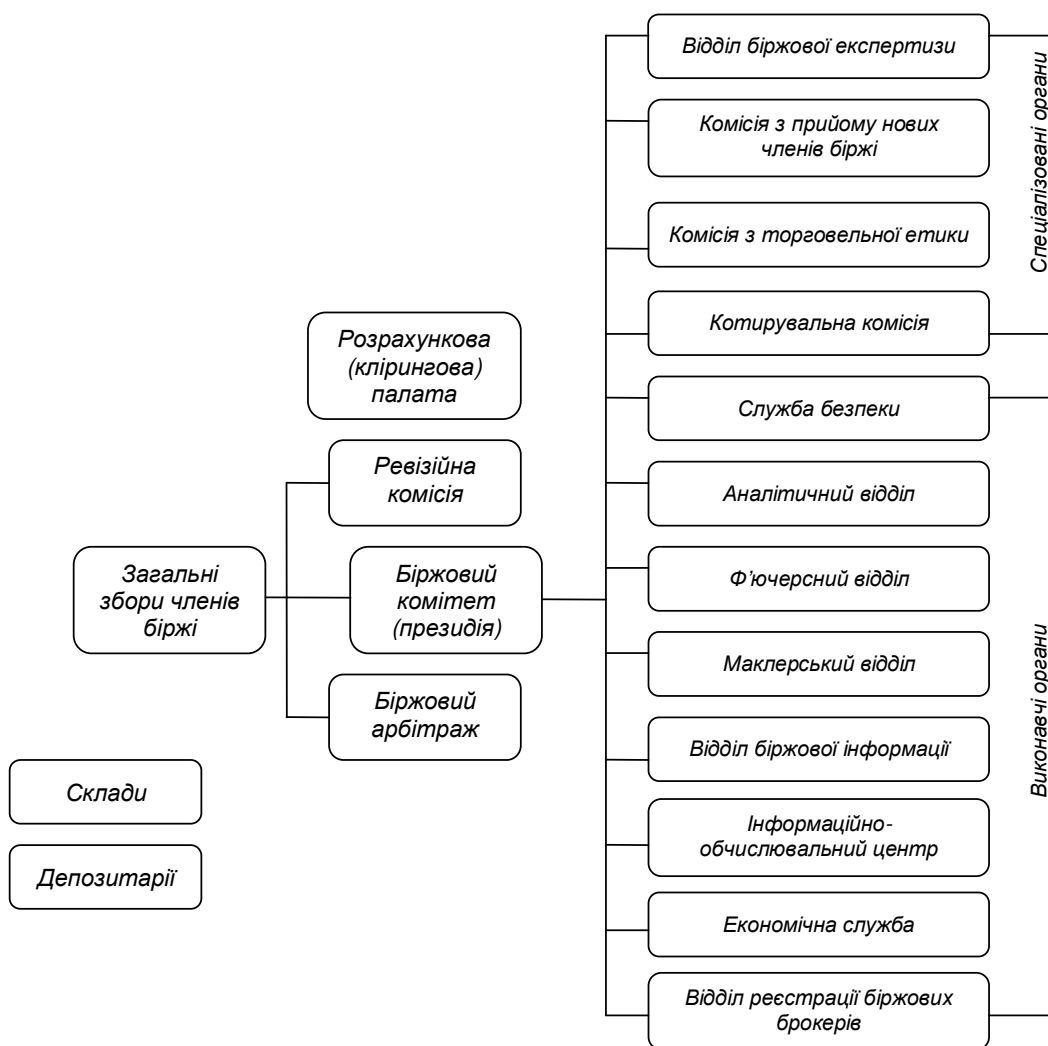 Відділ біржової експертизи
Комісія з прийому нових
членів біржі
Комісія з торговельної етики
Котирувальна комісія
Спеціалізовані органи
Розрахункова
(клірингова)
палата
Ревізійна
комісія
Загальні
збори членів
біржі
Біржовий
комітет
(президія)
Біржовий
арбітраж
Склади
Депозитарії
Служба безпеки
Аналітичний відділ
Ф’ючерсний відділ
Маклерський відділ
Відділ біржової інформації
Інформаційно-
обчислювальний центр
Економічна служба
Відділ реєстрації біржових
брокерів
Виконавчі органи